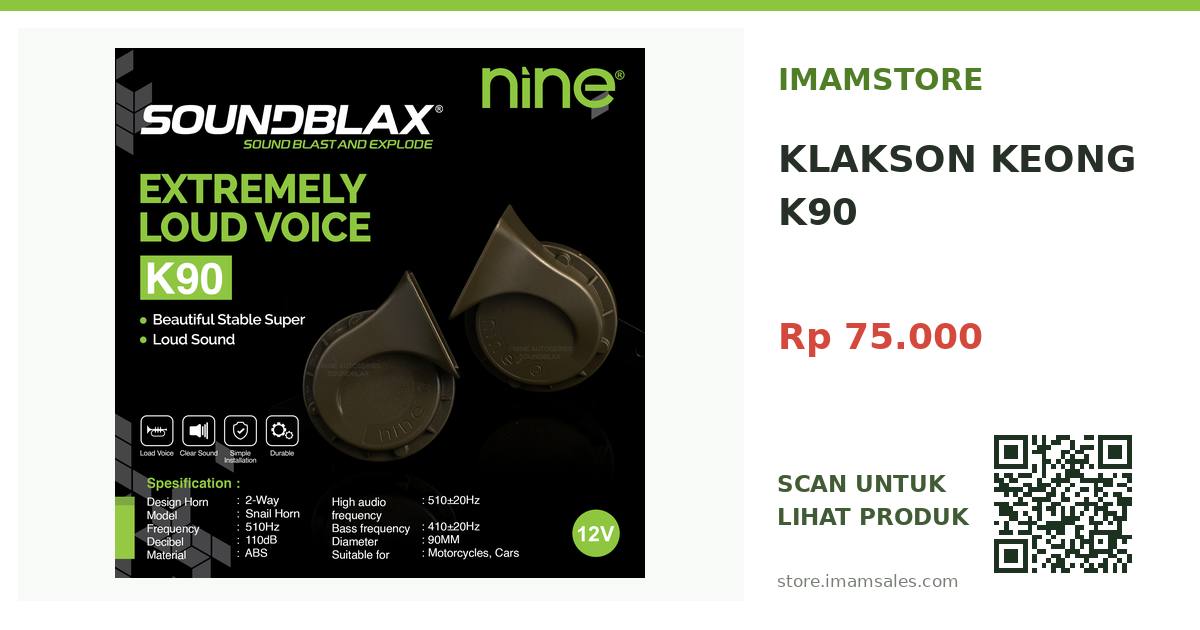 nine®
SOUNDBLAX®
SOUND BLAST AND EXPLODE
EXTREMELY
LOUD VOICE
K90
• Beautiful Stable Super
• Loud Sound
Load Voice
Clear Sound
Simple
Installation
Durable
Spesification :
Design Horn : 2-Way
Model : Snail Horn
Frequency : 510Hz
Decibel : 110dB
Material : ABS
High audio : 510±20Hz
frequency
Bass frequency : 410±20Hz
Diameter : 90MM
Suitable for : Motorcycles, Cars
12V
IMAMSTORE
KLAKSON KEONG
K90
Rp 75.000
SCAN UNTUK
LIHAT PRODUK
store.imamsales.com